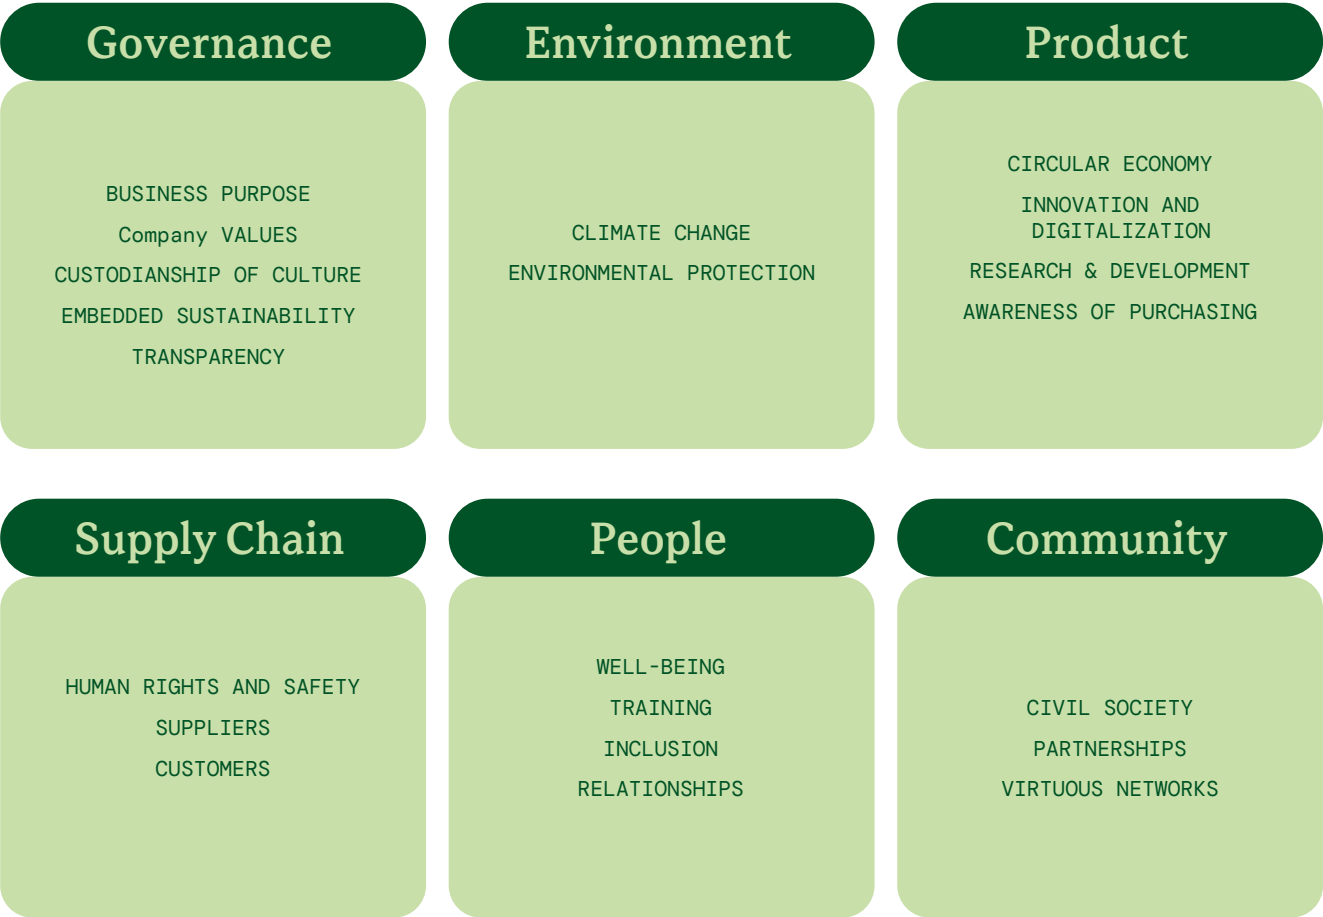 Governance
BUSINESS PURPOSE
Company VALUES
CUSTODIANSHIP OF CULTURE
EMBEDDED SUSTAINABILITY
TRANSPARENCY
Environment
CLIMATE CHANGE
ENVIRONMENTAL PROTECTION
Product
CIRCULAR ECONOMY
INNOVATION AND
DIGITALIZATION
RESEARCH & DEVELOPMENT
AWARENESS OF PURCHASING
Supply Chain
HUMAN RIGHTS AND SAFETY
SUPPLIERS
CUSTOMERS
People
WELL-BEING
TRAINING
INCLUSION
RELATIONSHIPS
Community
CIVIL SOCIETY
PARTNERSHIPS
VIRTUOUS NETWORKS